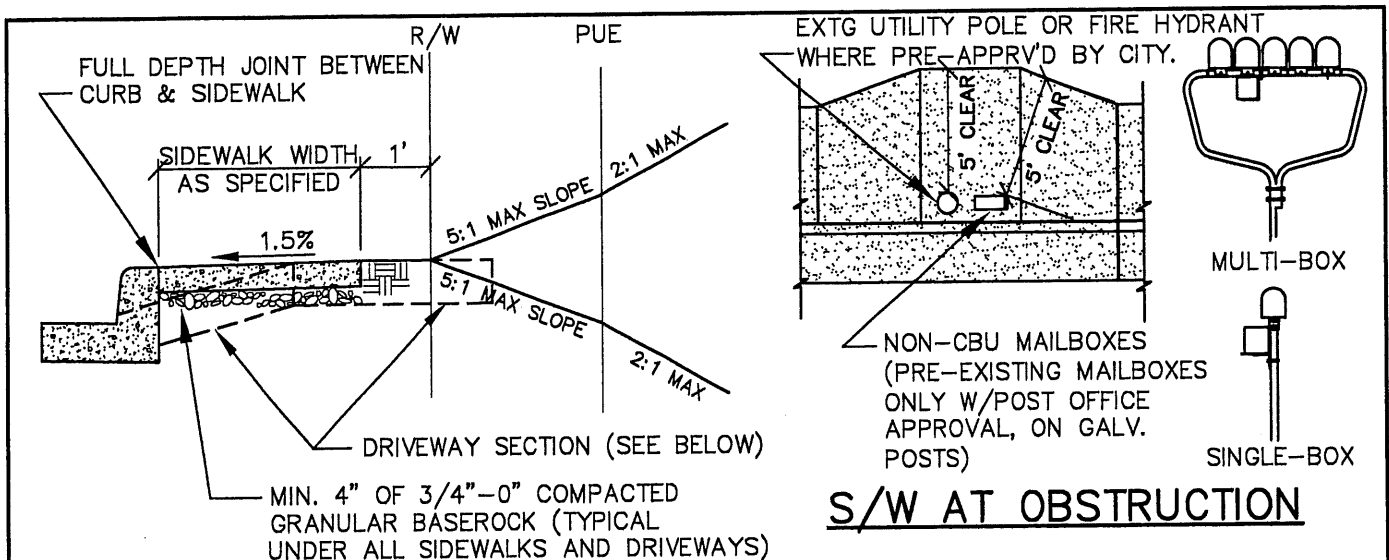 R/W
PUE
FULL DEPTH JOINT BETWEEN
CURB & SIDEWALK
SIDEWALK WIDTH
AS SPECIFIED
1'
1.5%
5:1 MAX SLOPE
2:1 MAX
5:1 MAX SLOPE
2:1 MAX
DRIVEWAY SECTION (SEE BELOW)
MIN. 4" OF 3/4"-0" COMPACTED
GRANULAR BASEROCK (TYPICAL
UNDER ALL SIDEWALKS AND DRIVEWAYS)
EXTG UTILITY POLE OR FIRE HYDRANT
WHERE PRE-APPRV'D BY CITY.
5' CLEAR
5' CLEAR
NON-CBU MAILBOXES
(PRE-EXISTING MAILBOXES
ONLY W/POST OFFICE
APPROVAL, ON GALV.
POSTS)
MULTI-BOX
SINGLE-BOX
S/W AT OBSTRUCTION